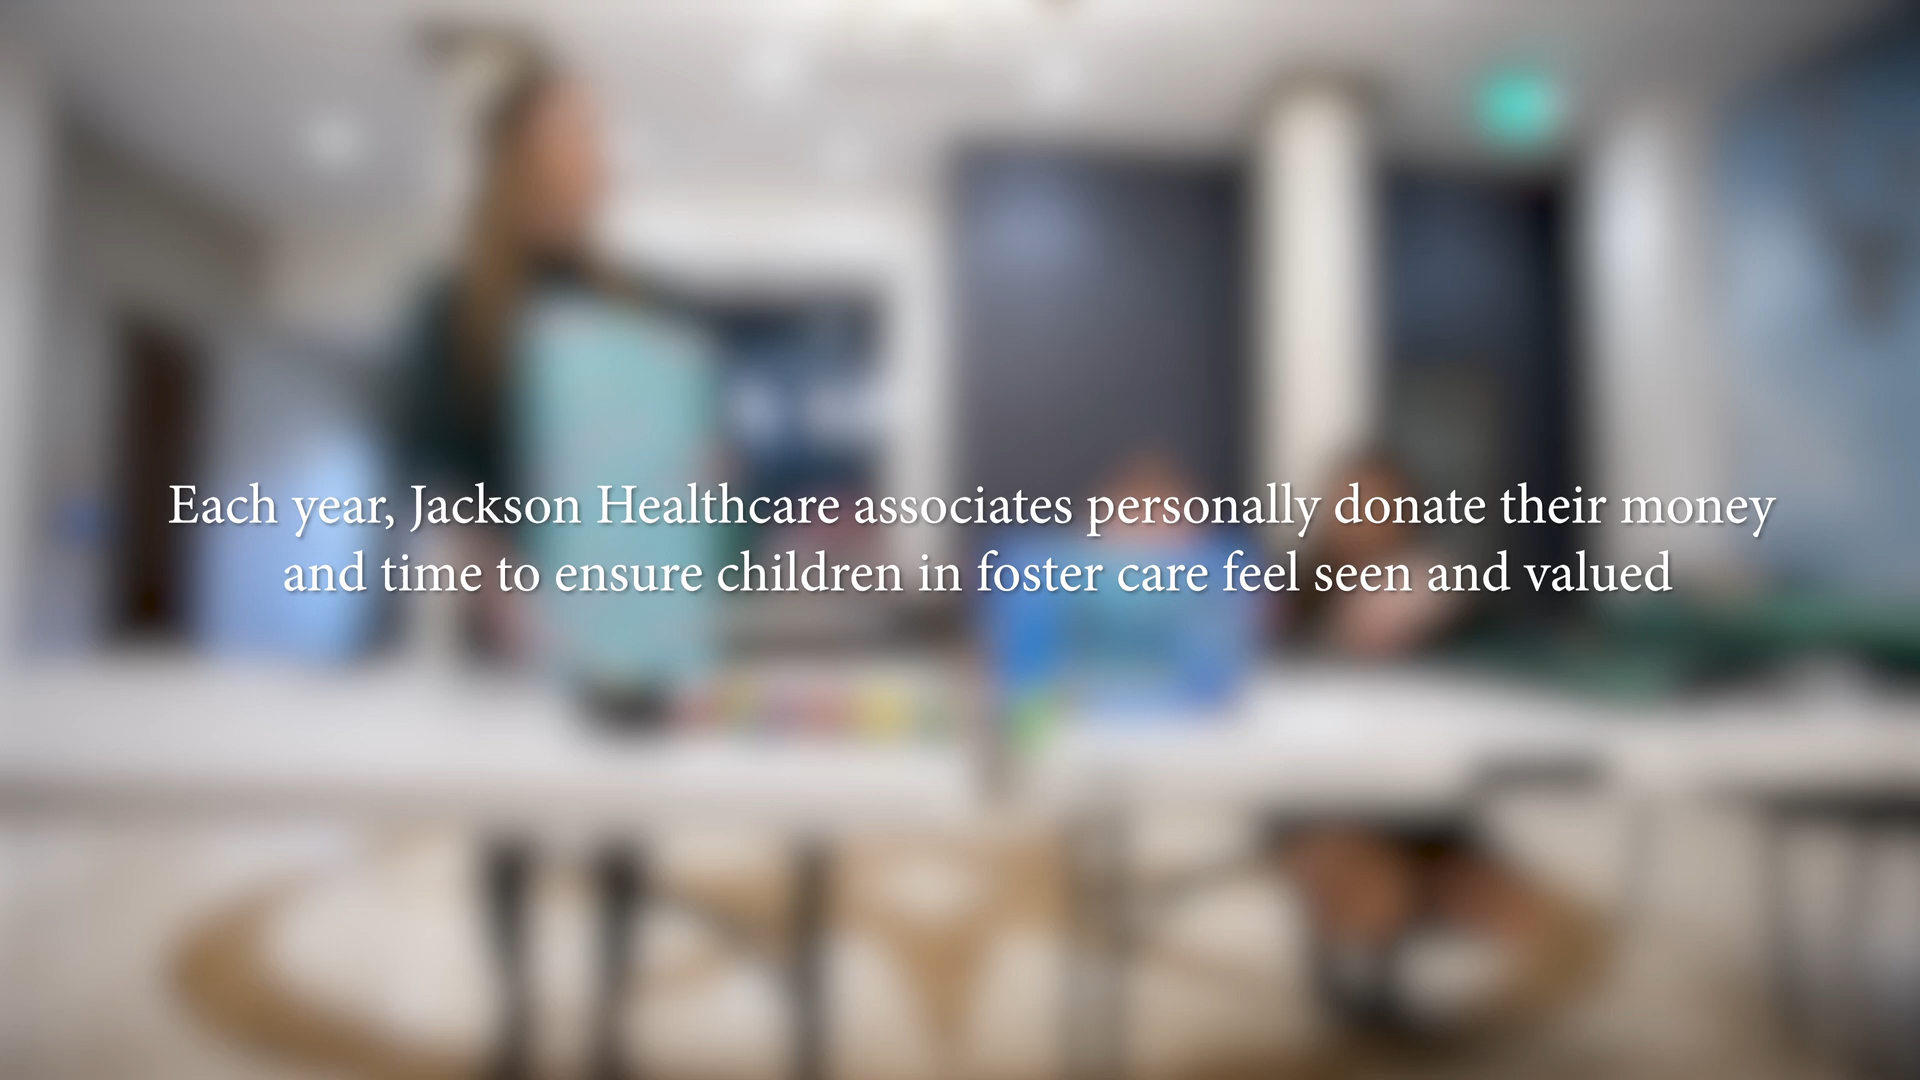 Each year, Jackson Healthcare associates personally donate their money
and time to ensure children in foster care feel seen and valued